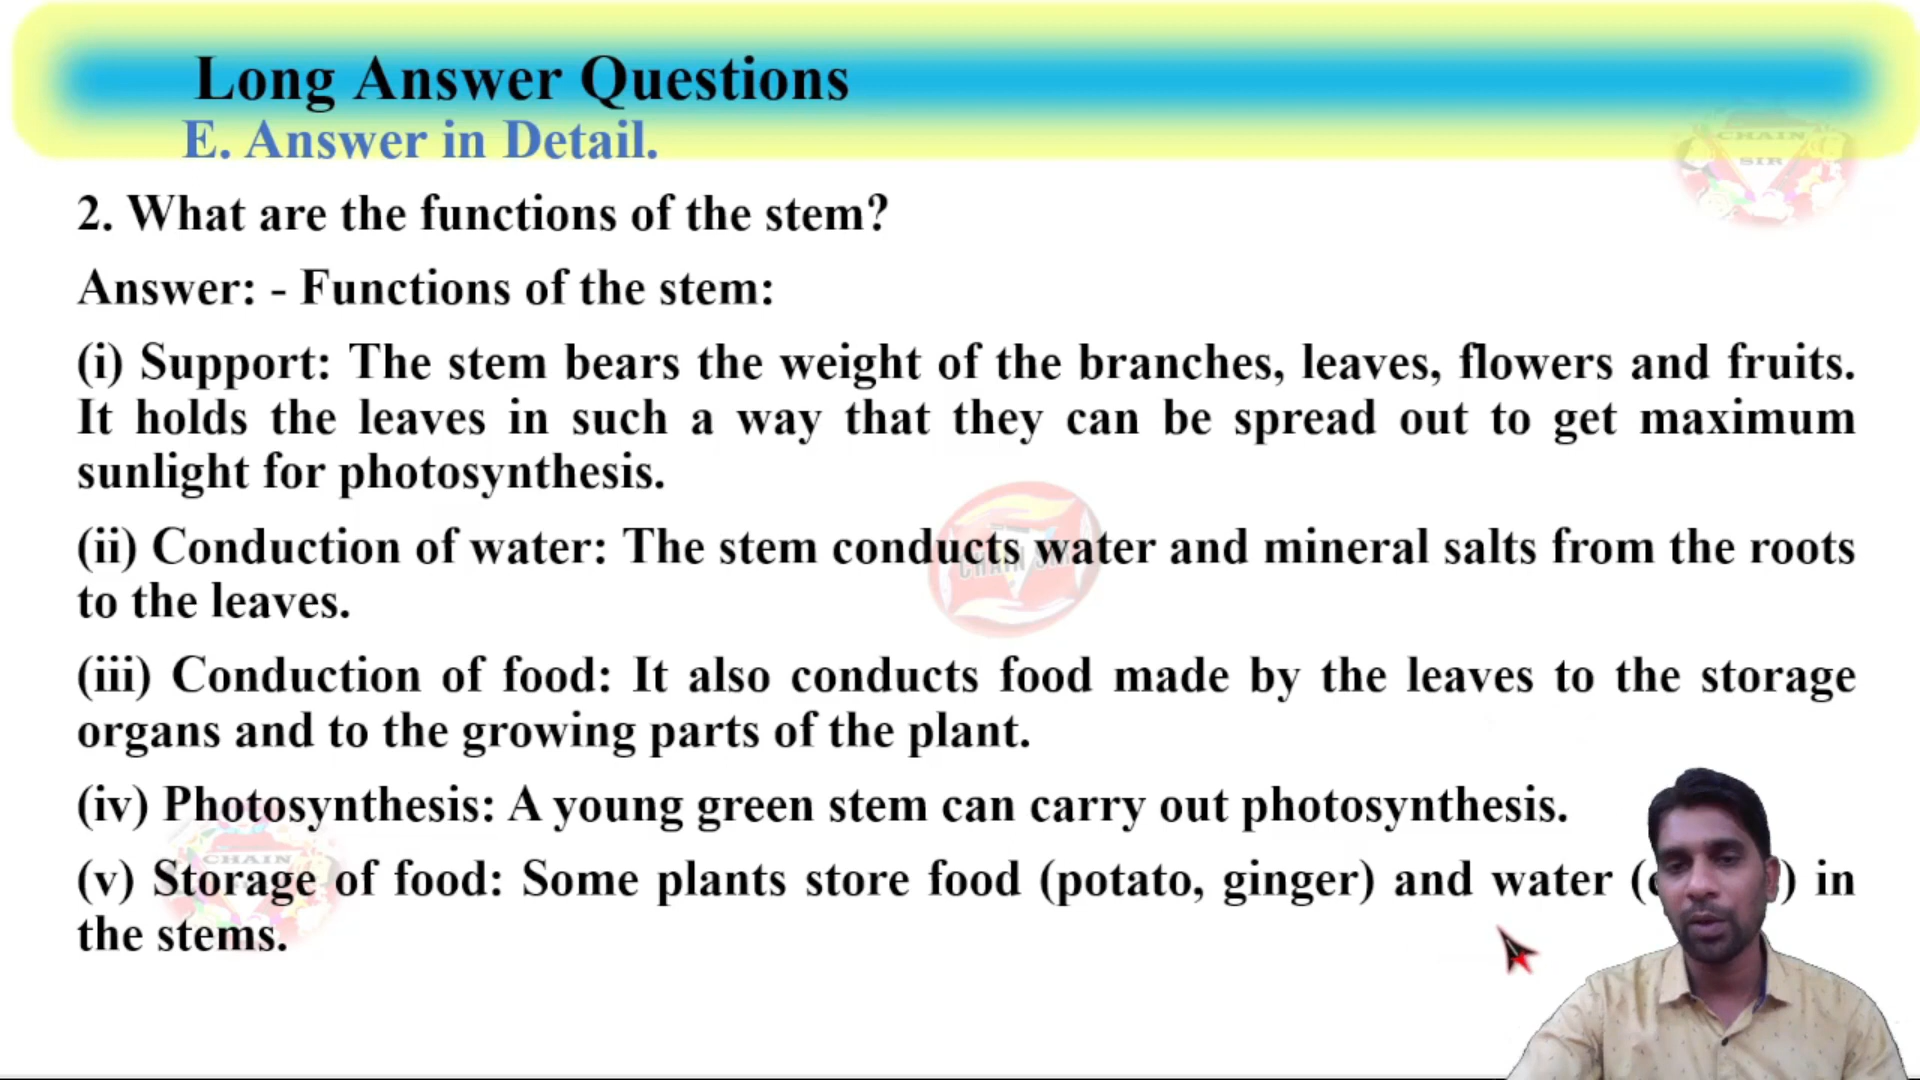 Long Answer Questions
E. Answer in Detail.
CHAIN
SIR
2. What are the functions of the stem?
Answer: - Functions of the stem:
(i) Support: The stem bears the weight of the branches, leaves, flowers and fruits.
It holds the leaves in such a way that they can be spread out to get maximum
sunlight for photosynthesis.
(ii) Conduction of water: The stem conducts water and mineral salts from the roots
to the leaves.
CHAIN SIR
(iii) Conduction of food: It also conducts food made by the leaves to the storage
organs and to the growing parts of the plant.
(iv) Photosynthesis: A young green stem can carry out photosynthesis.
CHAIN
(v) Storage of food: Some plants store food (potato, ginger) and water ( ) in
the stems.